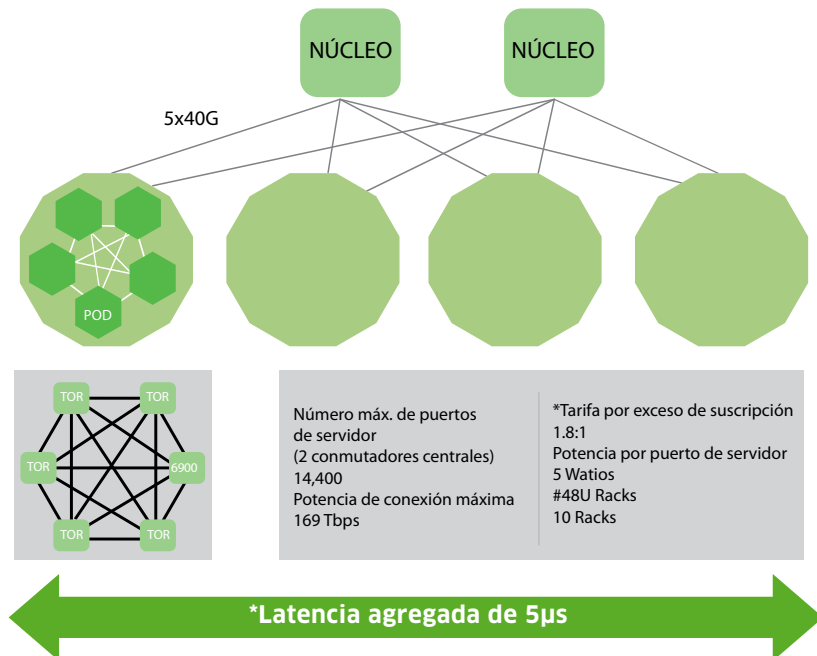 NÚCLEO
NÚCLEO
5x40G
POD
TOR
TOR
TOR
6900
TOR
TOR
Número máx. de puertos
de servidor
(2 conmutadores centrales)
14,400
Potencia de conexión máxima
169 Tbps
*Tarifa por exceso de suscripción
1.8:1
Potencia por puerto de servidor
5 Watios
#48U Racks
10 Racks
*Latencia agregada de 5µs